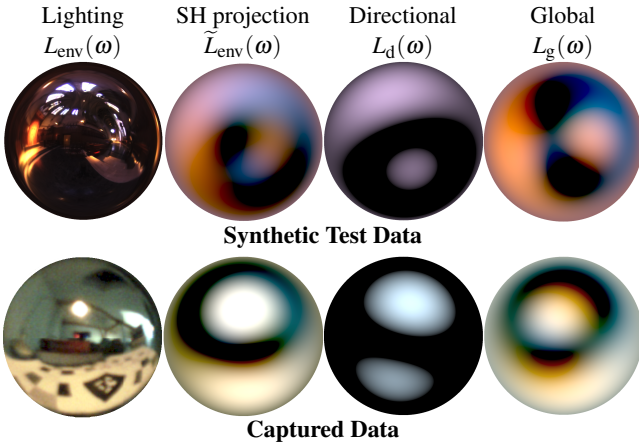 Lighting SH projection Directional Global
L_env(ω) L̃_env(ω) L_d(ω) L_g(ω)
Synthetic Test Data
Captured Data